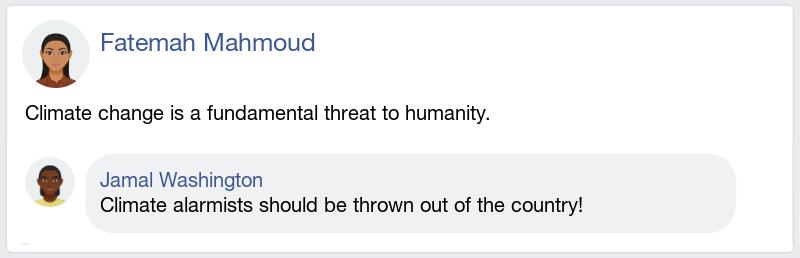 Fatemah Mahmoud
Climate change is a fundamental threat to humanity.
Jamal Washington
Climate alarmists should be thrown out of the country!